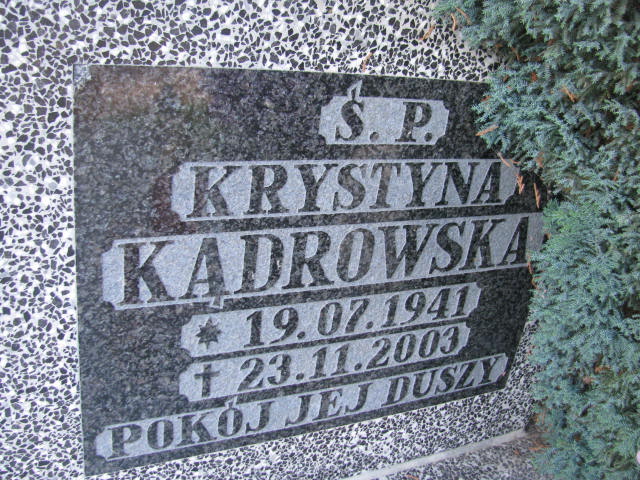 Ś. P.
KRYSTYNA
KĄDROWSKA
* 19.07.1941
✝ 23.11.2003
POKÓJ JEJ DUSZY